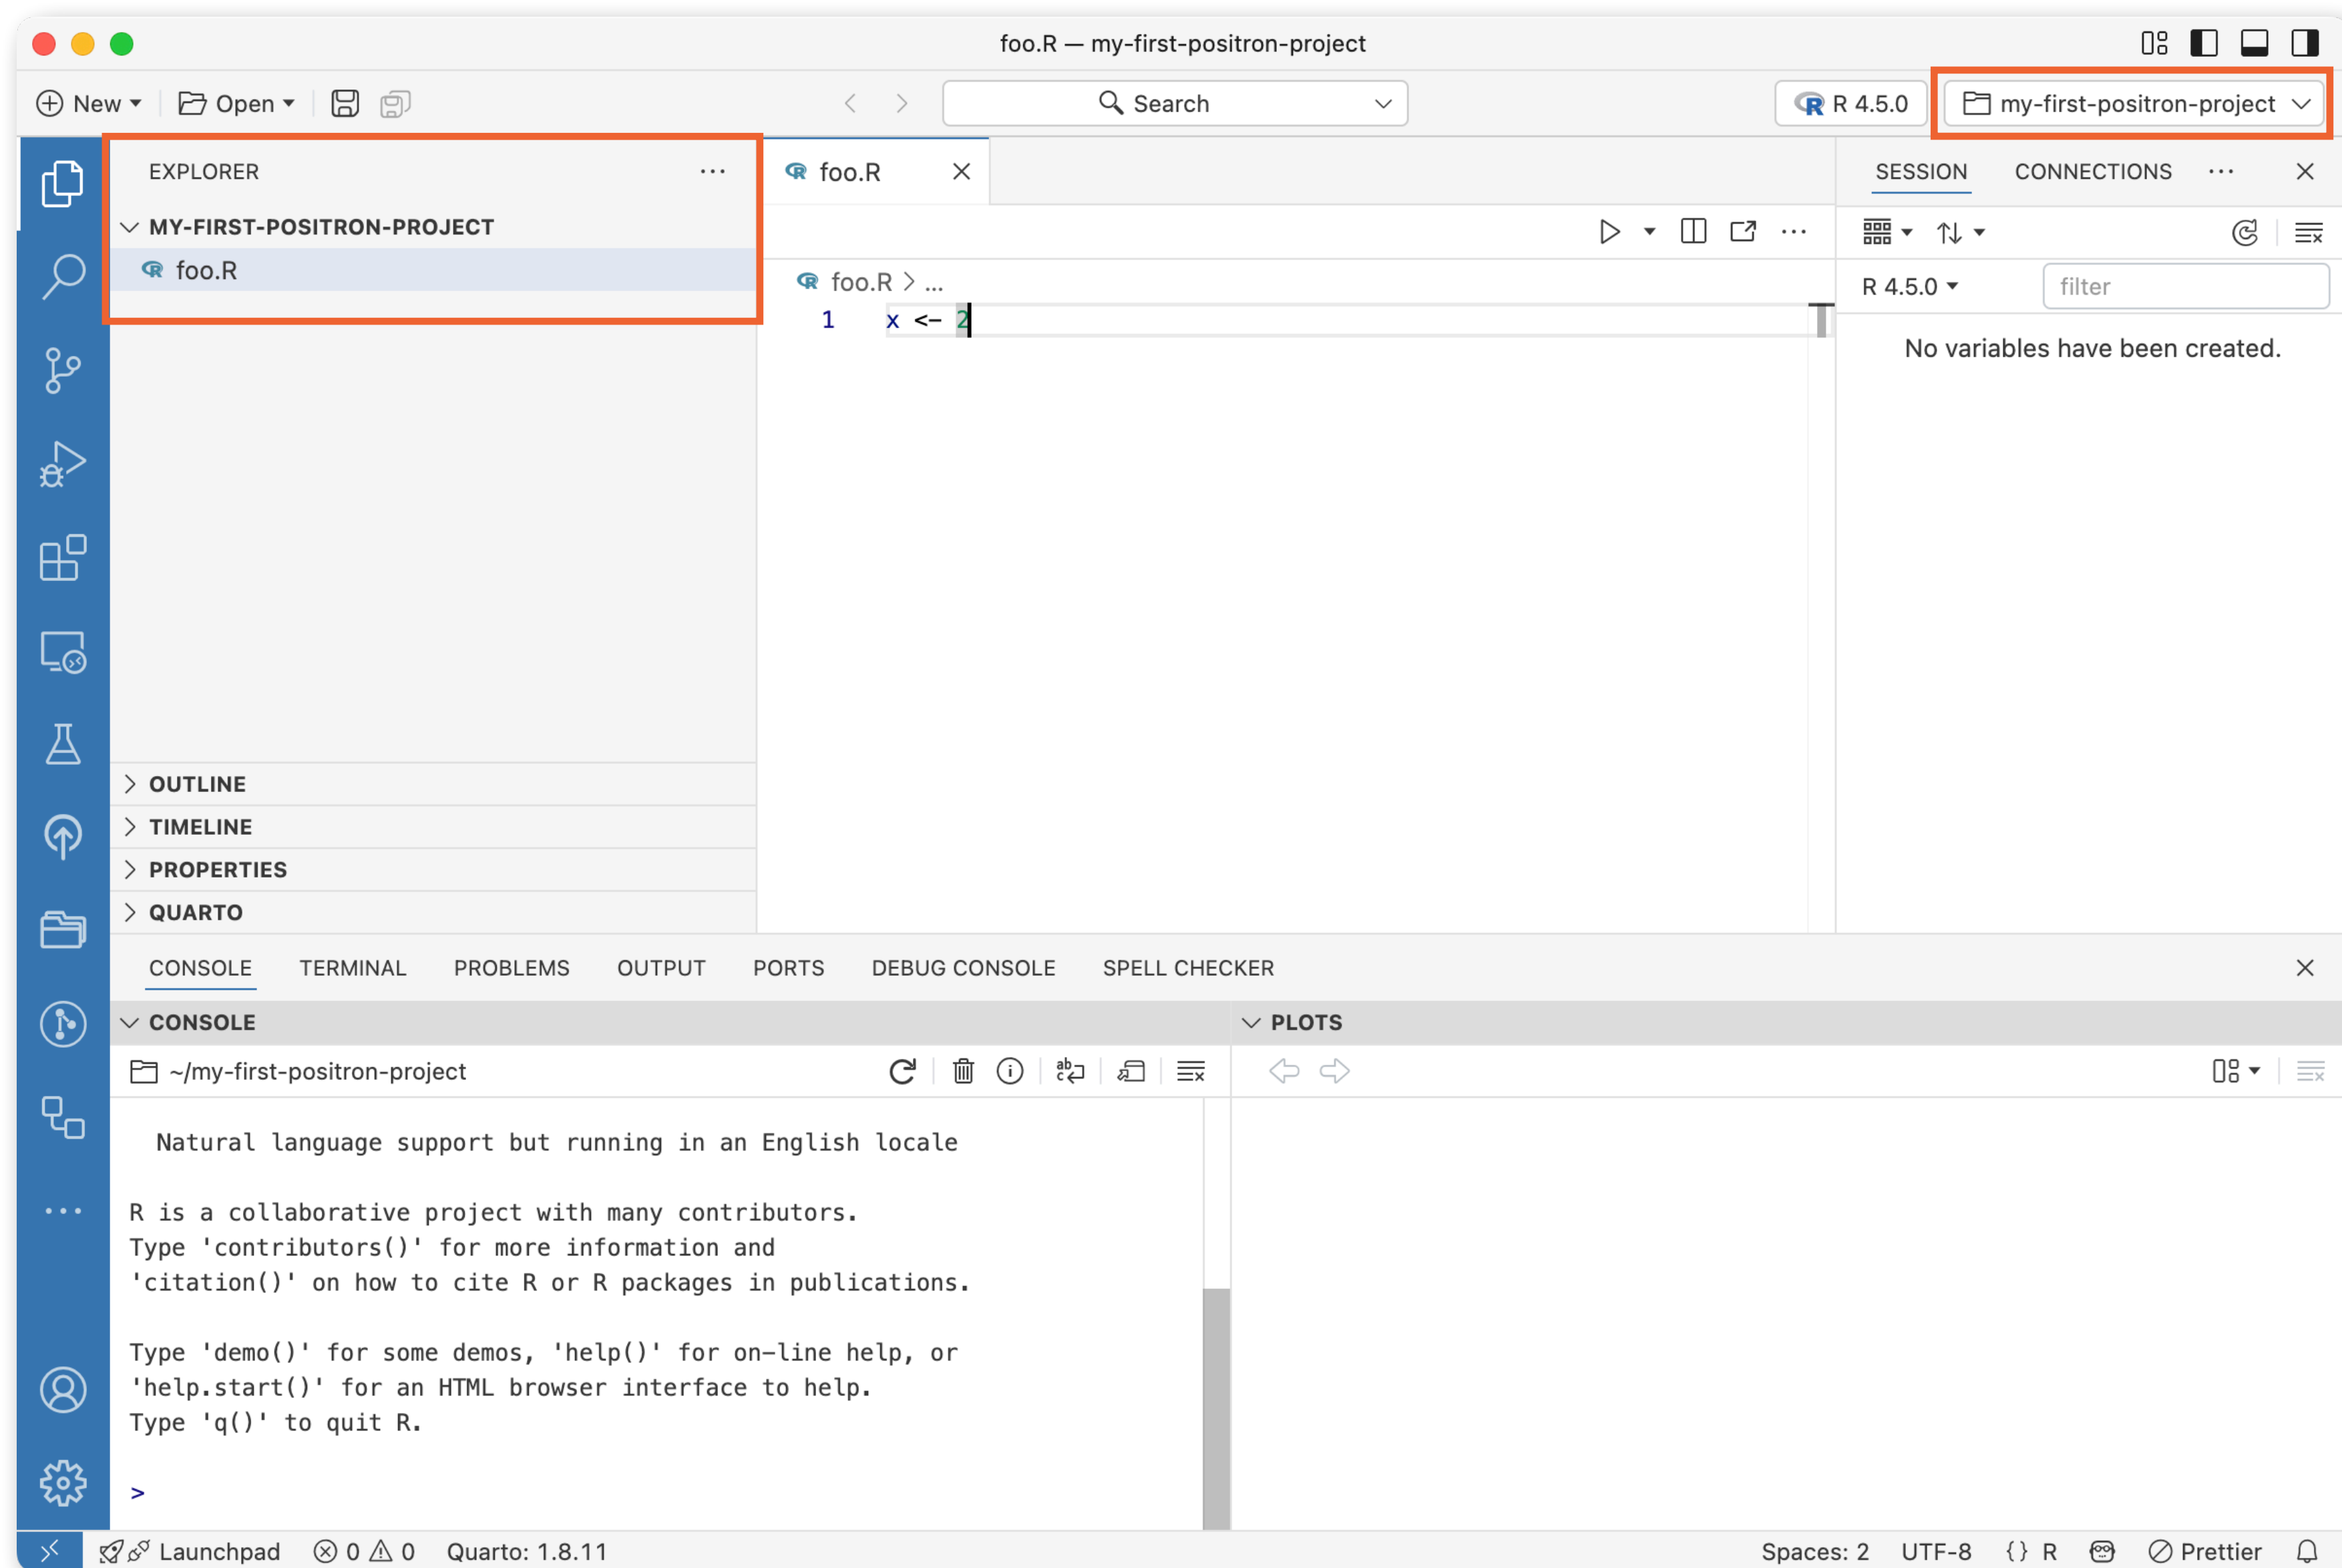 foo.R — my-first-positron-project
New
Open
Search
R 4.5.0
my-first-positron-project
EXPLORER
MY-FIRST-POSITRON-PROJECT
foo.R
OUTLINE
TIMELINE
PROPERTIES
QUARTO
foo.R
foo.R > ...
1 x <- 2
SESSION CONNECTIONS
R 4.5.0
filter
No variables have been created.
CONSOLE TERMINAL PROBLEMS OUTPUT PORTS DEBUG CONSOLE SPELL CHECKER
CONSOLE
~/my-first-positron-project
Natural language support but running in an English locale
R is a collaborative project with many contributors.
Type 'contributors()' for more information and
'citation()' on how to cite R or R packages in publications.
Type 'demo()' for some demos, 'help()' for on-line help, or
'help.start()' for an HTML browser interface to help.
Type 'q()' to quit R.
>
PLOTS
Launchpad 0 0 Quarto: 1.8.11
Spaces: 2 UTF-8 {} R Prettier